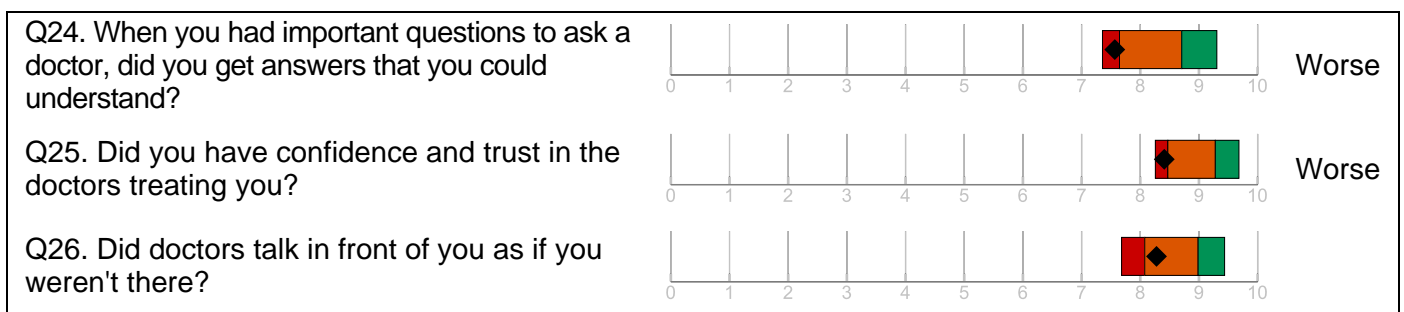 Q24. When you had important questions to ask a
doctor, did you get answers that you could
understand?
0 1 2 3 4 5 6 7 8 9 10
Worse
Q25. Did you have confidence and trust in the
doctors treating you?
0 1 2 3 4 5 6 7 8 9 10
Worse
Q26. Did doctors talk in front of you as if you
weren't there?
0 1 2 3 4 5 6 7 8 9 10